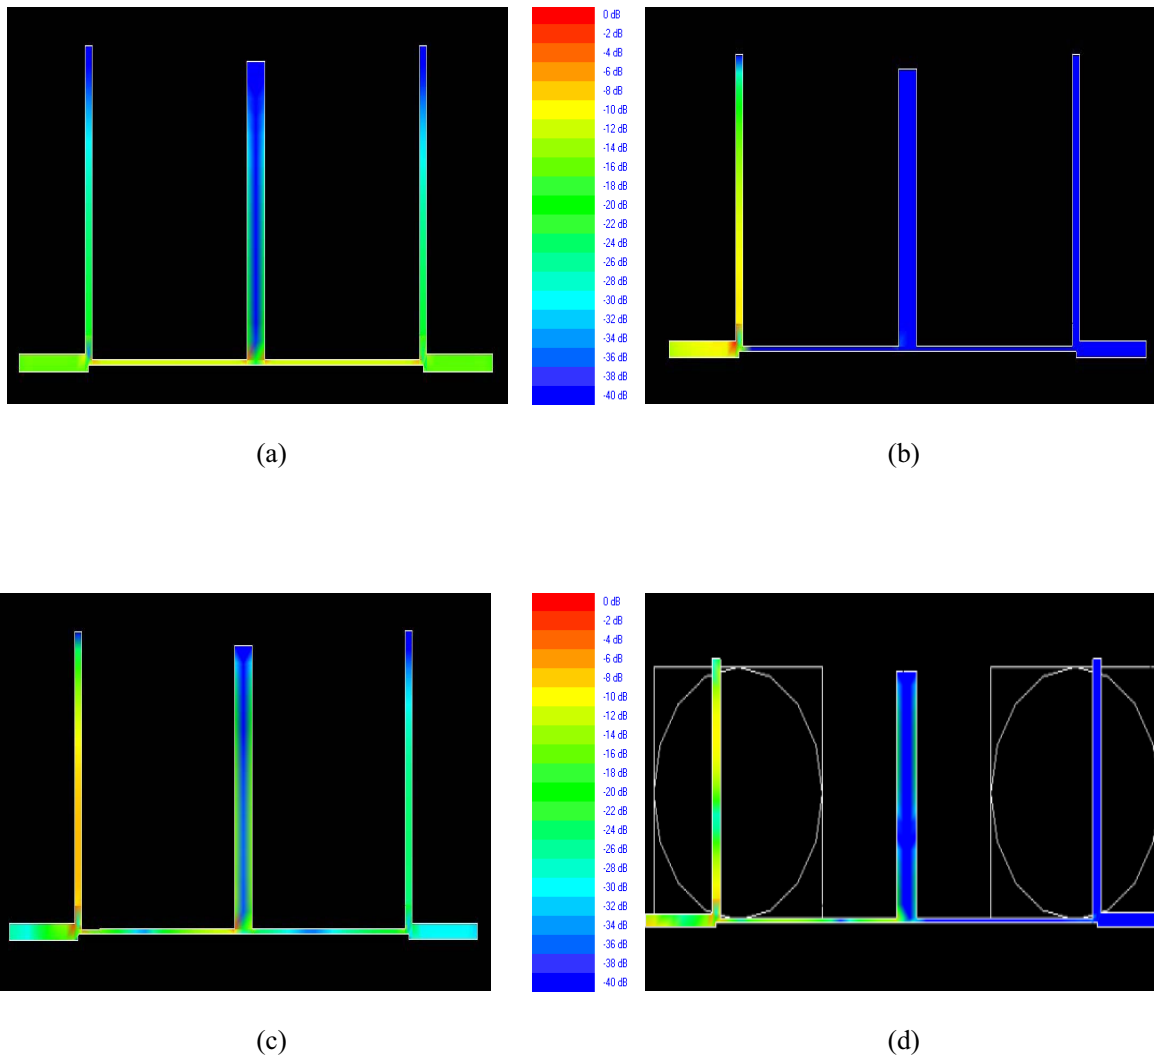 0 dB
-2 dB
-4 dB
-6 dB
-8 dB
-10 dB
-12 dB
-14 dB
-16 dB
-18 dB
-20 dB
-22 dB
-24 dB
-26 dB
-28 dB
-30 dB
-32 dB
-34 dB
-36 dB
-38 dB
-40 dB
(a)
(b)
0 dB
-2 dB
-4 dB
-6 dB
-8 dB
-10 dB
-12 dB
-14 dB
-16 dB
-18 dB
-20 dB
-22 dB
-24 dB
-26 dB
-28 dB
-30 dB
-32 dB
-34 dB
-36 dB
-38 dB
-40 dB
(c)
(d)